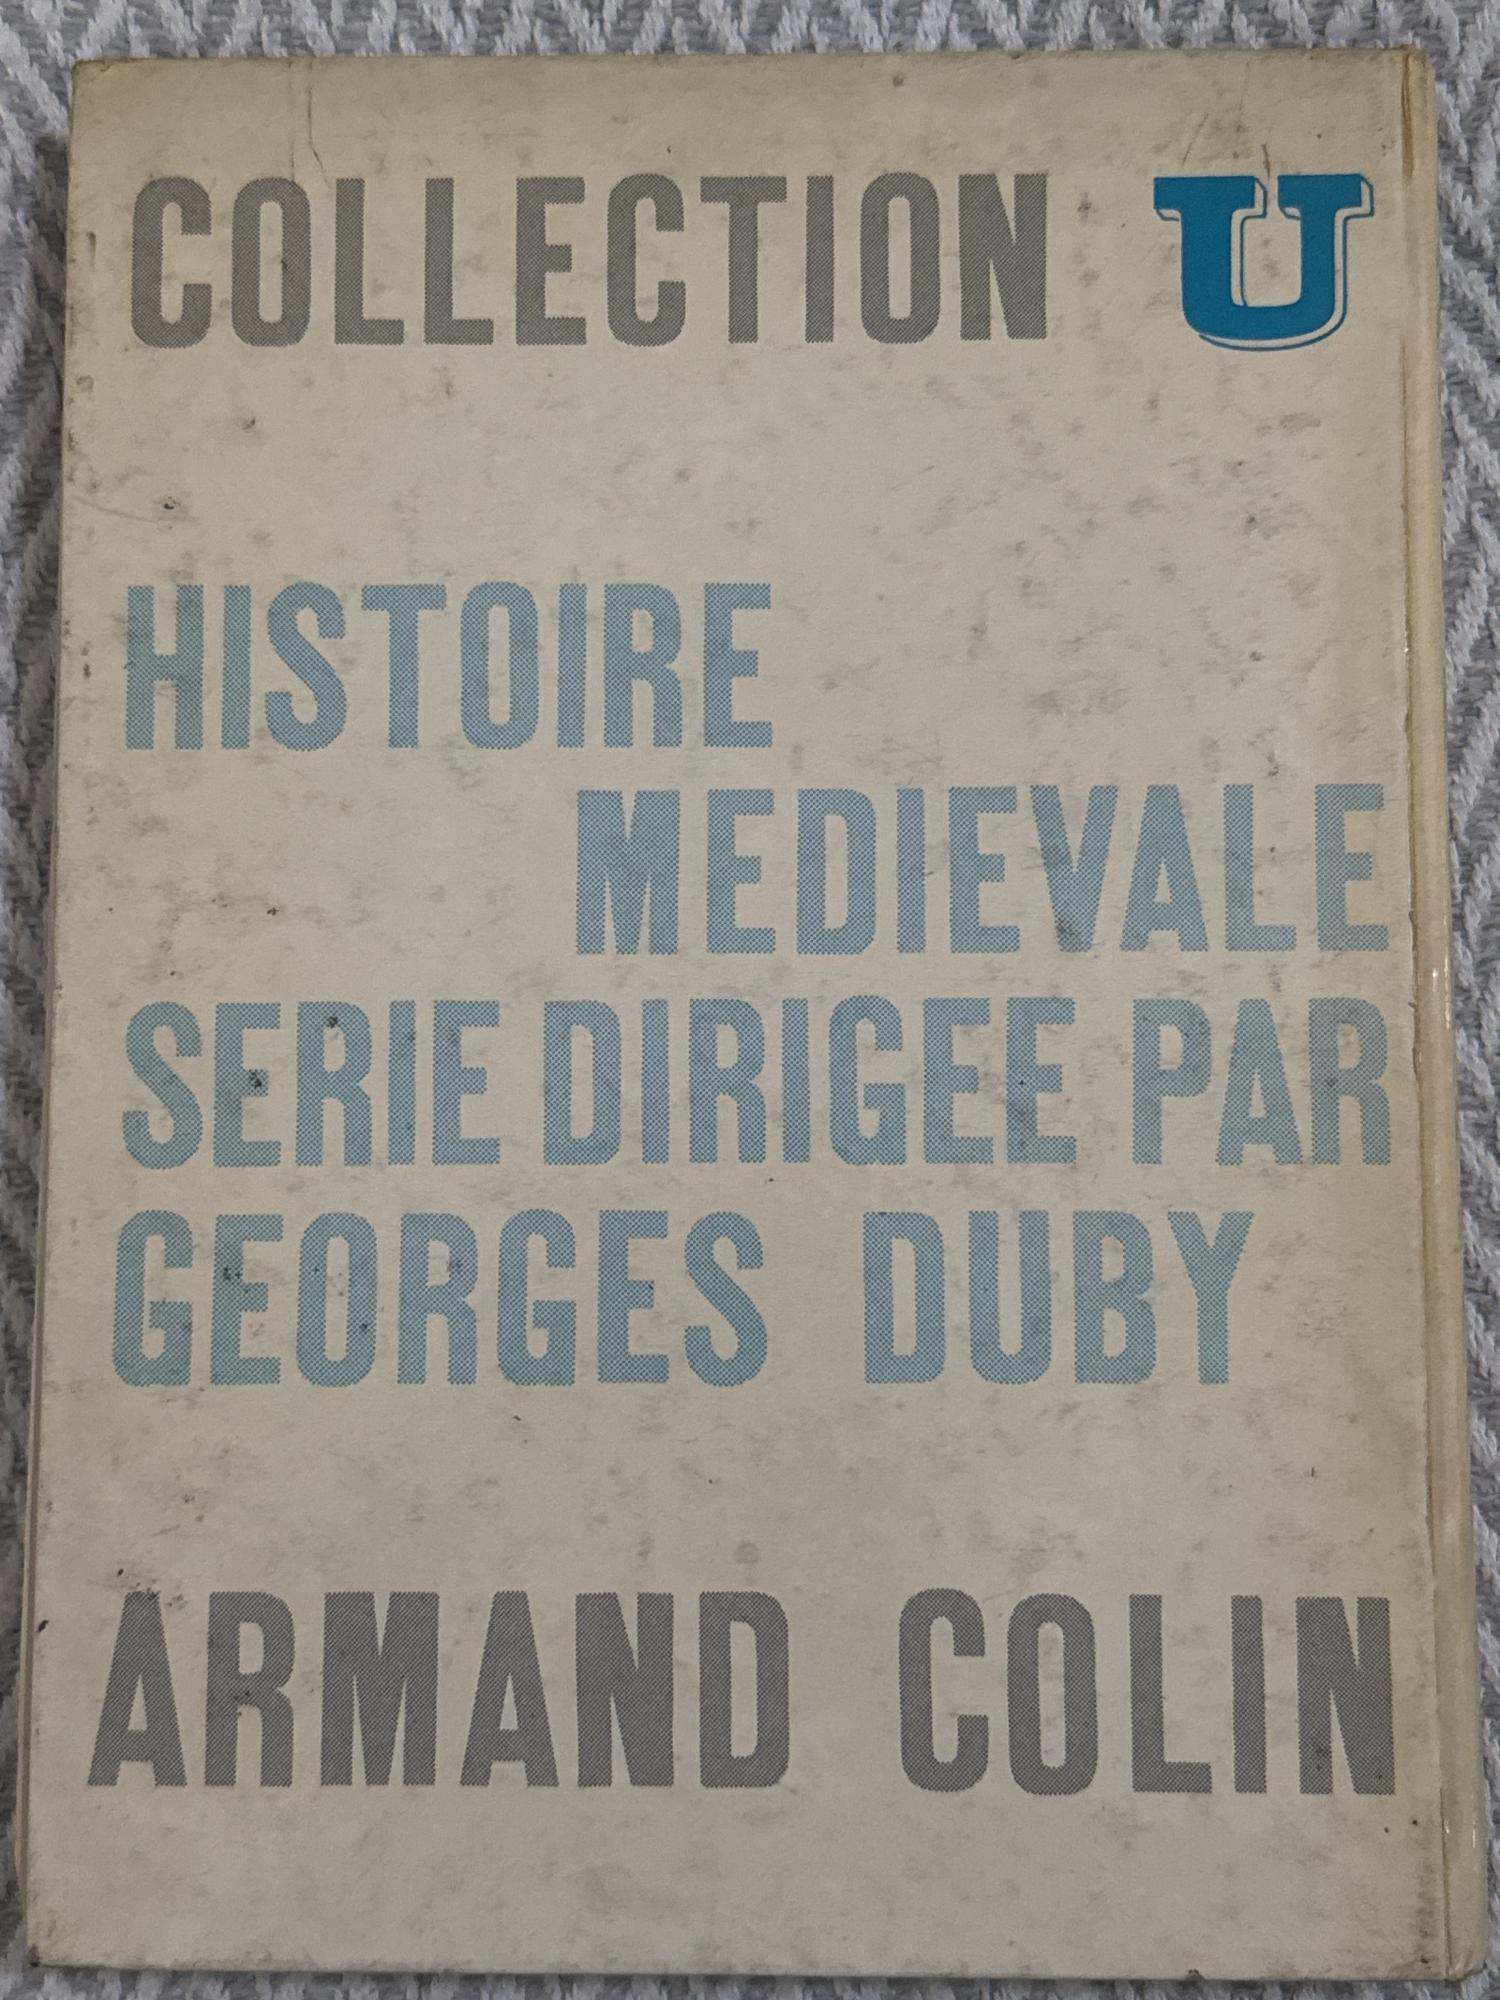 COLLECTION U
HISTOIRE
MEDIEVALE
SERIE DIRIGEE PAR
GEORGES DUBY
ARMAND COLIN